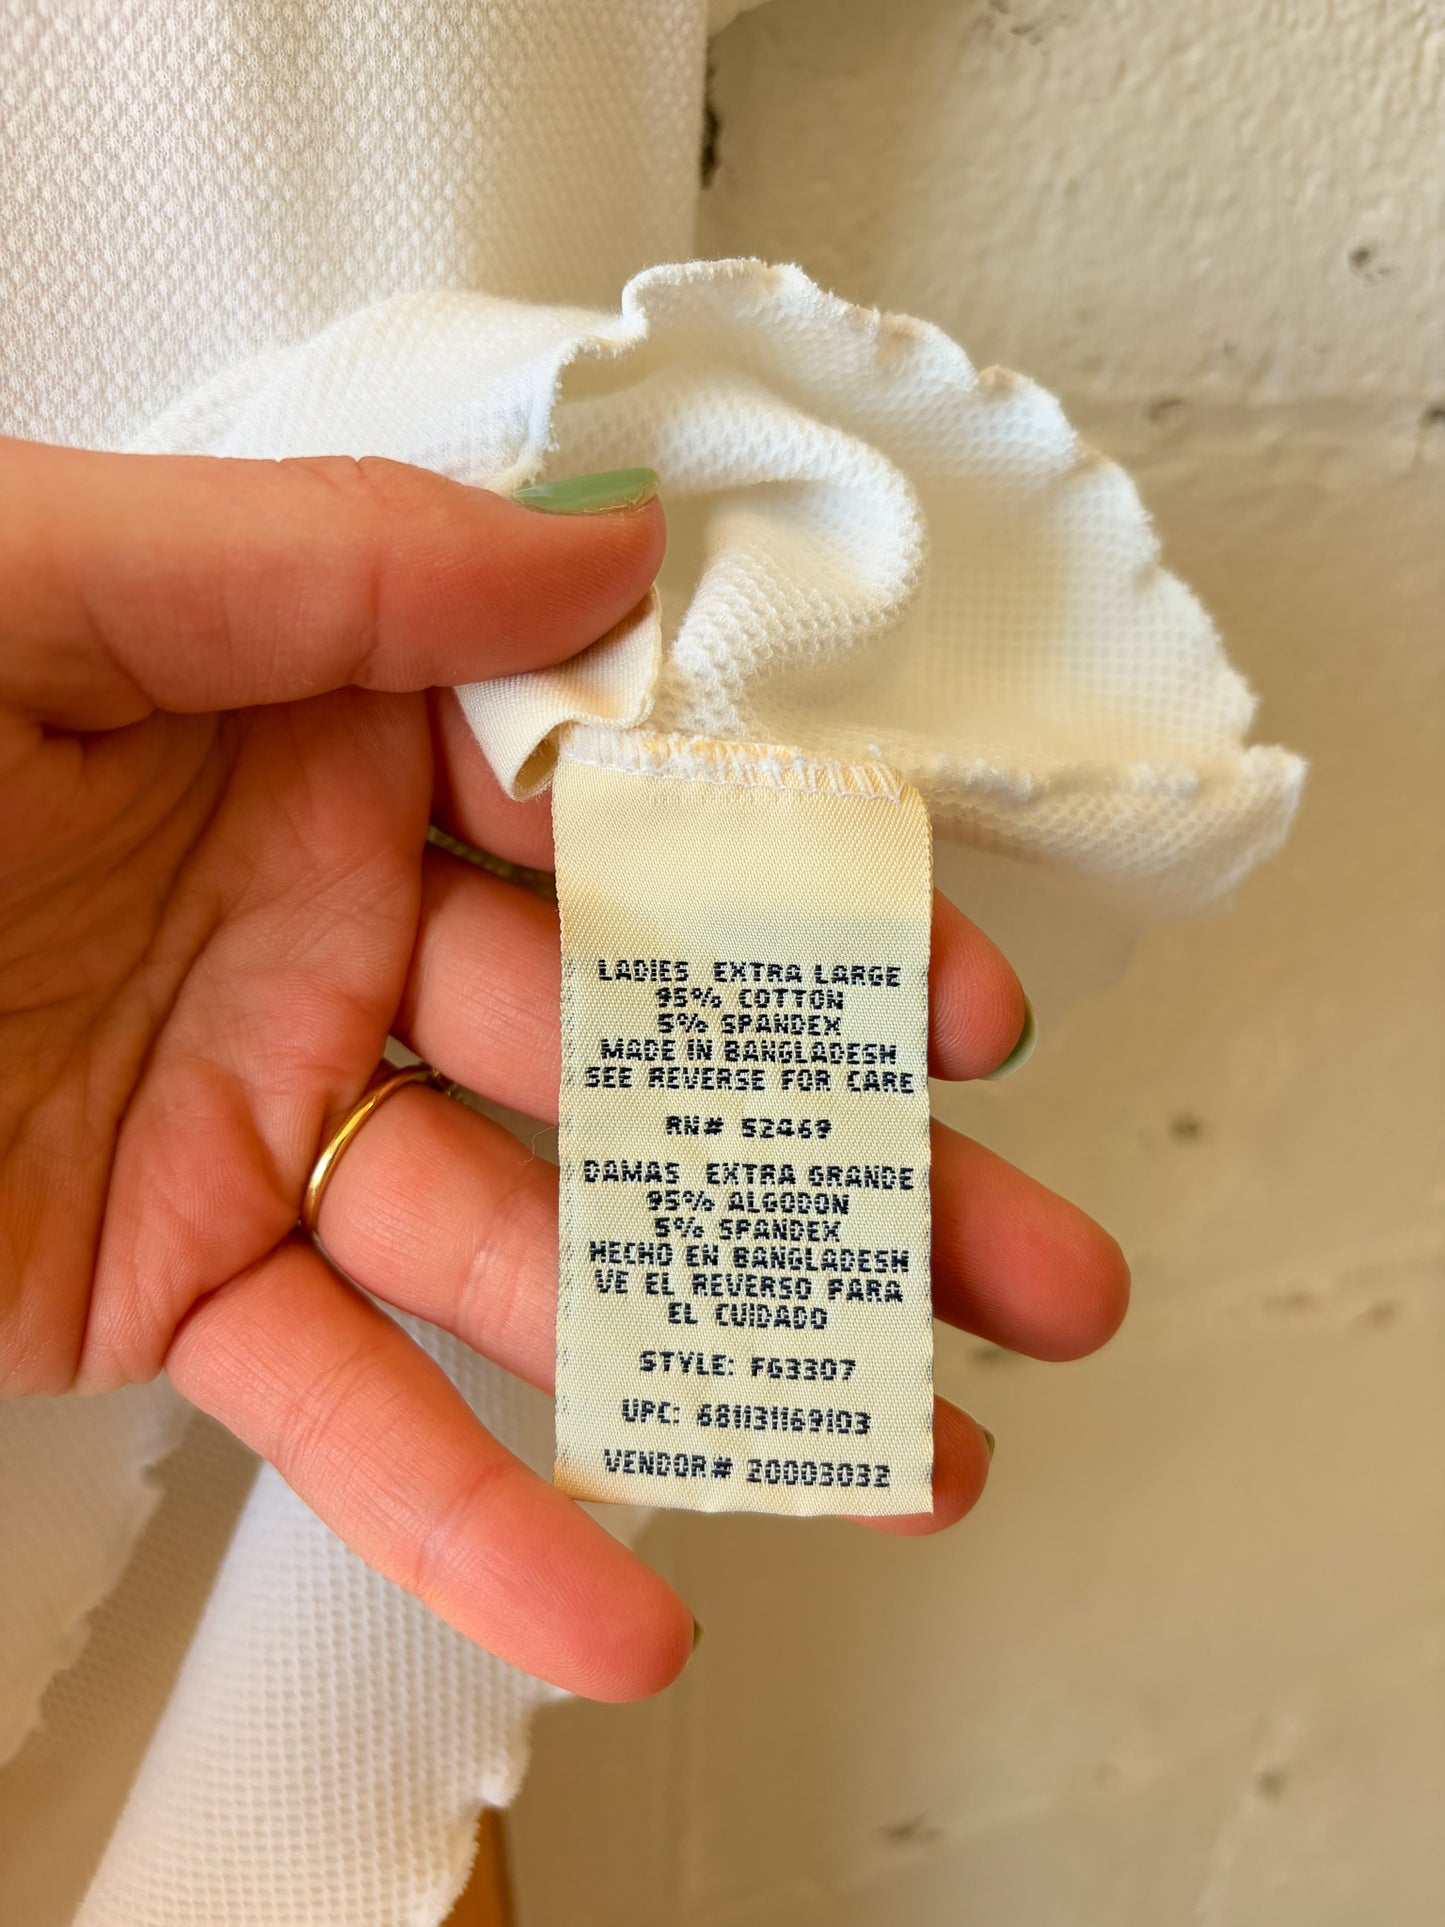 LADIES EXTRA LARGE
95% COTTON
5% SPANDEX
MADE IN BANGLADESH
SEE REVERSE FOR CARE
RN# 52469
DAMAS EXTRA GRANDE
95% ALGODON
5% SPANDEX
HECHO EN BANGLADESH
VE EL REVERSO PARA
EL CUIDADO
STYLE: FG3307
UPC: 681131169103
VENDOR# 20003032